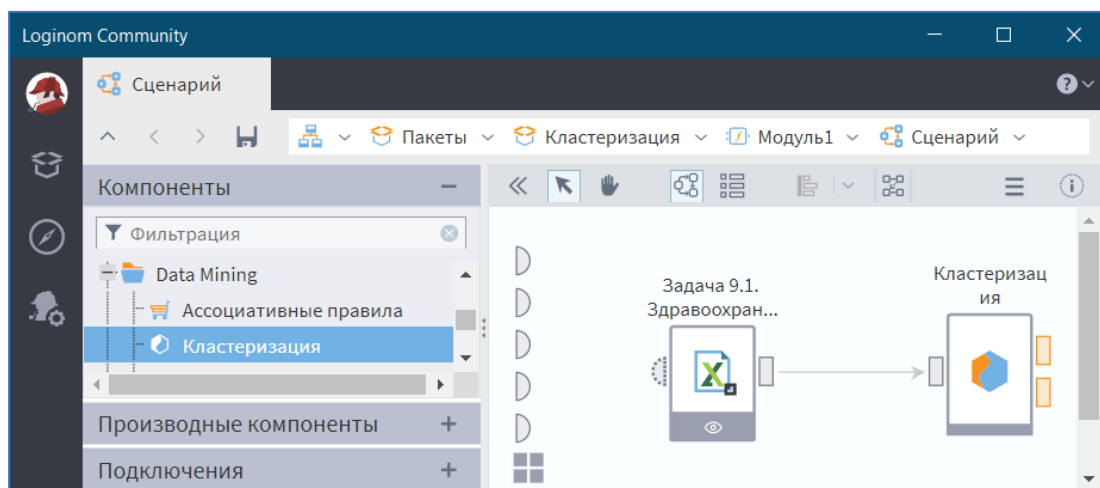 Loginom Community
Сценарий
Пакеты
Кластеризация
Модуль1
Сценарий
Компоненты
Фильтрация
Data Mining
Ассоциативные правила
Кластеризация
Производные компоненты
Подключения
Задача 9.1.
Здравоохран...
Кластеризац
ия